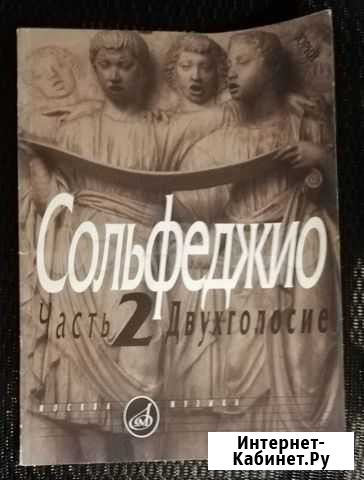 Сольфеджио
Часть 2 Двухголосие
МОСКВА МУЗЫКА
Интернет-
Кабинет.Ру